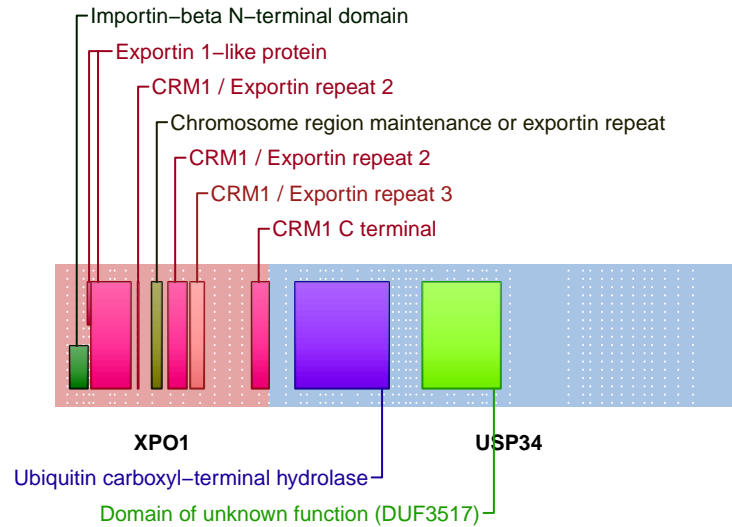 Importin−beta N−terminal domain
Exportin 1−like protein
CRM1 / Exportin repeat 2
Chromosome region maintenance or exportin repeat
CRM1 / Exportin repeat 2
CRM1 / Exportin repeat 3
CRM1 C terminal
XPO1 USP34
Ubiquitin carboxyl−terminal hydrolase
Domain of unknown function (DUF3517)